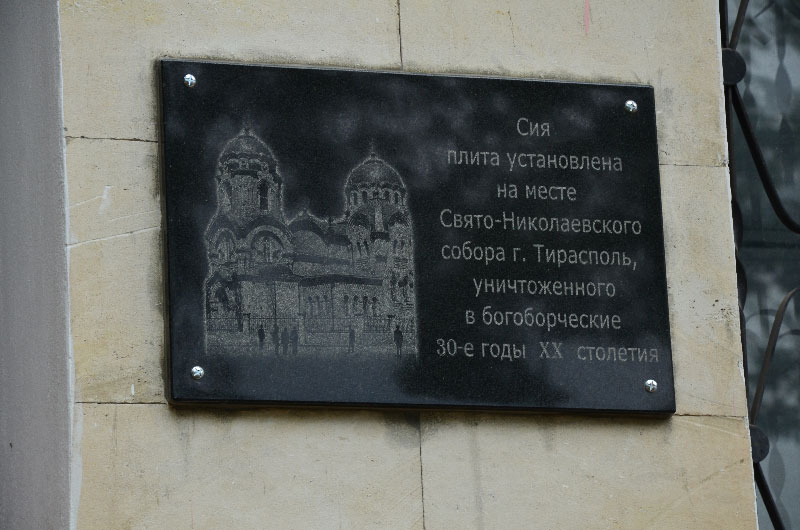 Сия
плита установлена
на месте
Свято-Николаевского
собора г. Тирасполь,
уничтоженного
в богоборческие
30-е годы XX столетия